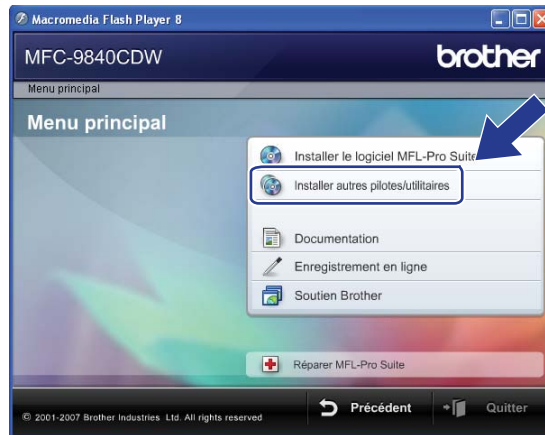 Macromedia Flash Player 8
MFC-9840CDW
brother
Menu principal
Menu principal
Installer le logiciel MFL-Pro Suite
Installer autres pilotes/utilitaires
Documentation
Enregistrement en ligne
Soutien Brother
Réparer MFL-Pro Suite
© 2001-2007 Brother Industries Ltd. All rights reserved
Précédent
Quitter